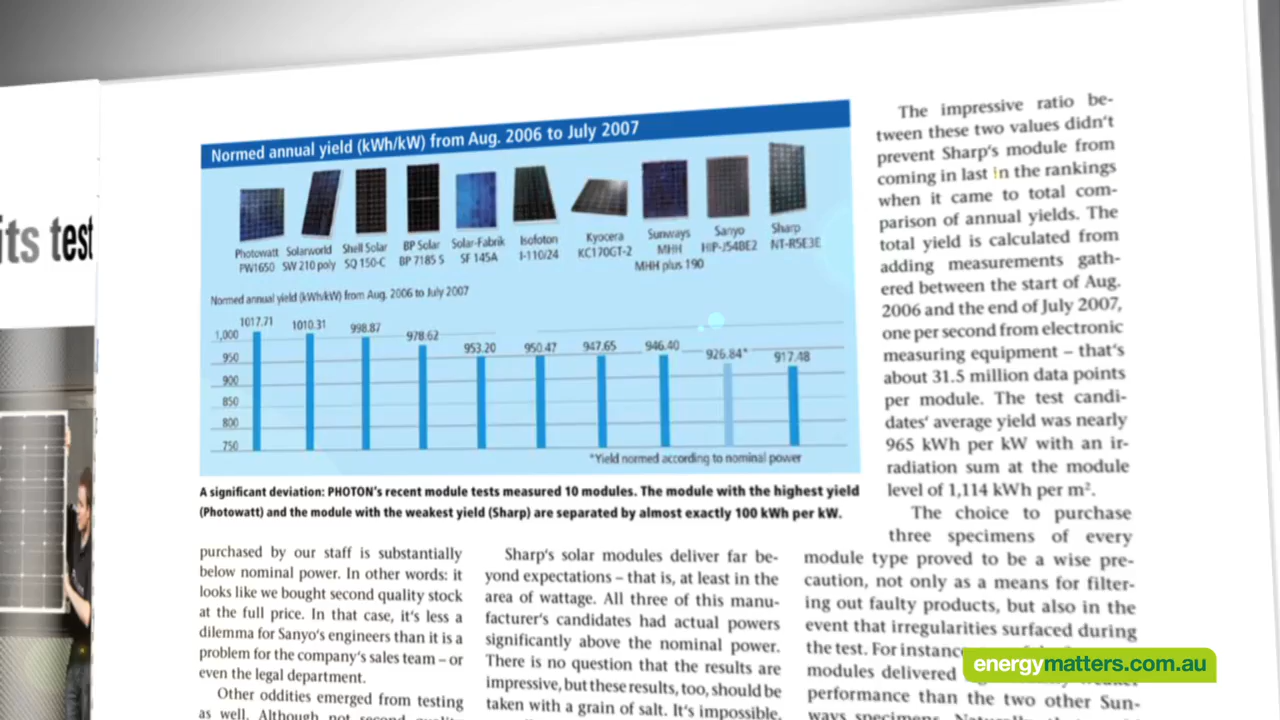 its test
Normed annual yield (kWh/kW) from Aug. 2006 to July 2007
Photowatt
PW1650
Solarworld
SW 210 poly
Shell Solar
SQ 150-C
BP Solar
BP 7185 S
Solar-Fabrik
SF 145A
Isofoton
I-110/24
Kyocera
KC170GT-2
Sunways
MHH
MHH plus 190
Sanyo
HIP-J54BE2
Sharp
NT-R5E3E
Normed annual yield (kWh/kW) from Aug. 2006 to July 2007
1017.71 1010.31 998.87 978.62 953.20 950.47 947.65 946.40 926.84* 917.48
1,000
950
900
850
800
750
*Yield normed according to nominal power
A significant deviation: PHOTON's recent module tests measured 10 modules. The module with the highest yield
(Photowatt) and the module with the weakest yield (Sharp) are separated by almost exactly 100 kWh per kW.
purchased by our staff is substantially
below nominal power. In other words: it
looks like we bought second quality stock
at the full price. In that case, it's less a
dilemma for Sanyo's engineers than it is a
problem for the company's sales team – or
even the legal department.
Other oddities emerged from testing
as well. Although not second quality
Sharp's solar modules deliver far be-
yond expectations – that is, at least in the
area of wattage. All three of this manu-
facturer's candidates had actual powers
significantly above the nominal power.
There is no question that the results are
impressive, but these results, too, should be
taken with a grain of salt. It's impossible,
The impressive ratio be-
tween these two values didn't
prevent Sharp's module from
coming in last in the rankings
when it came to total com-
parison of annual yields. The
total yield is calculated from
adding measurements gath-
ered between the start of Aug.
2006 and the end of July 2007,
one per second from electronic
measuring equipment – that's
about 31.5 million data points
per module. The test candi-
dates' average yield was nearly
965 kWh per kW with an ir-
radiation sum at the module
level of 1,114 kWh per m².
The choice to purchase
three specimens of every
module type proved to be a wise pre-
caution, not only as a means for filter-
ing out faulty products, but also in the
event that irregularities surfaced during
the test. For instance
modules delivered
performance than the two other Sun-
ways specimens.
energymatters.com.au